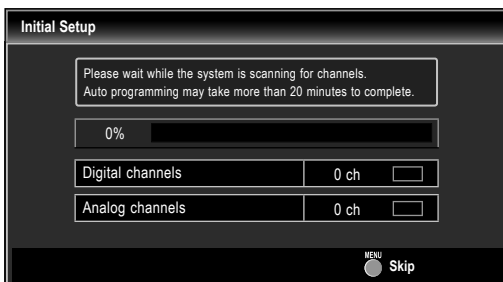 Initial Setup
Please wait while the system is scanning for channels.
Auto programming may take more than 20 minutes to complete.
0%
Digital channels 0 ch
Analog channels 0 ch
MENU
Skip